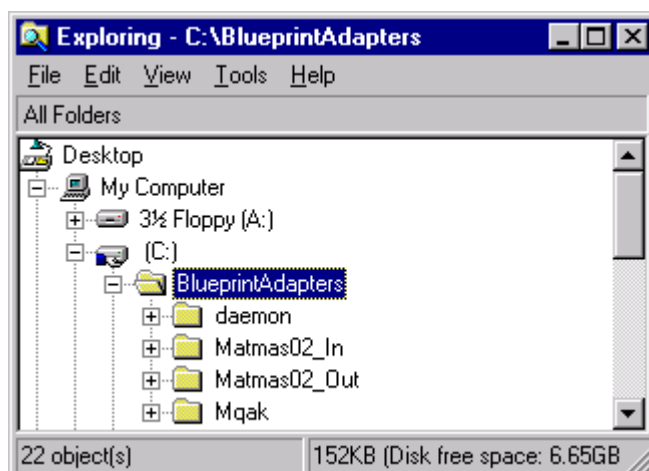 Exploring - C:\BlueprintAdapters
File Edit View Tools Help
All Folders
Desktop
My Computer
3½ Floppy (A:)
(C:)
BlueprintAdapters
daemon
Matmas02_In
Matmas02_Out
Mqak
22 object(s) 152KB (Disk free space: 6.65GB